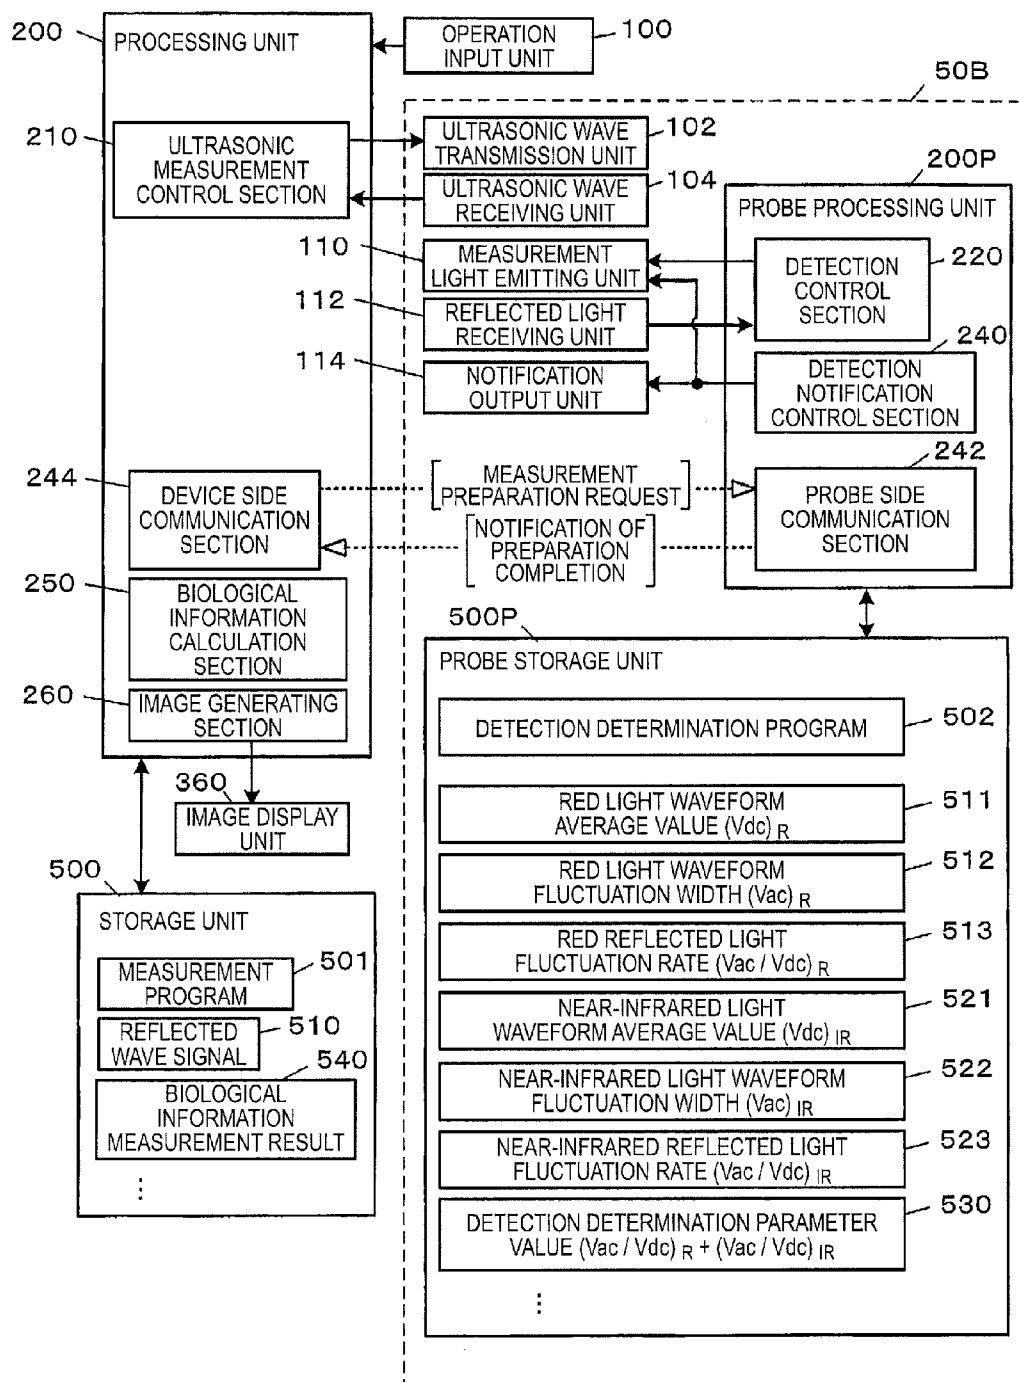 200
PROCESSING UNIT
OPERATION
INPUT UNIT
100
50B
210
ULTRASONIC
MEASUREMENT
CONTROL SECTION
ULTRASONIC WAVE
TRANSMISSION UNIT
102
ULTRASONIC WAVE
RECEIVING UNIT
104
200P
PROBE PROCESSING UNIT
110
MEASUREMENT
LIGHT EMITTING UNIT
DETECTION
CONTROL
SECTION
220
112
REFLECTED LIGHT
RECEIVING UNIT
114
NOTIFICATION
OUTPUT UNIT
240
DETECTION
NOTIFICATION
CONTROL SECTION
244
DEVICE SIDE
COMMUNICATION
SECTION
MEASUREMENT
PREPARATION REQUEST
NOTIFICATION OF
PREPARATION
COMPLETION
242
PROBE SIDE
COMMUNICATION
SECTION
250
BIOLOGICAL
INFORMATION
CALCULATION
SECTION
260
IMAGE GENERATING
SECTION
360
IMAGE DISPLAY
UNIT
500
STORAGE UNIT
MEASUREMENT
PROGRAM
501
REFLECTED
WAVE SIGNAL
510
540
BIOLOGICAL
INFORMATION
MEASUREMENT RESULT
⋮
500P
PROBE STORAGE UNIT
DETECTION DETERMINATION PROGRAM
502
RED LIGHT WAVEFORM
AVERAGE VALUE (Vdc) R
511
RED LIGHT WAVEFORM
FLUCTUATION WIDTH (Vac) R
512
RED REFLECTED LIGHT
FLUCTUATION RATE (Vac / Vdc) R
513
NEAR-INFRARED LIGHT
WAVEFORM AVERAGE VALUE (Vdc) IR
521
NEAR-INFRARED LIGHT WAVEFORM
FLUCTUATION WIDTH (Vac) IR
522
NEAR-INFRARED REFLECTED LIGHT
FLUCTUATION RATE (Vac / Vdc) IR
523
DETECTION DETERMINATION PARAMETER
VALUE (Vac / Vdc) R + (Vac / Vdc) IR
530
⋮